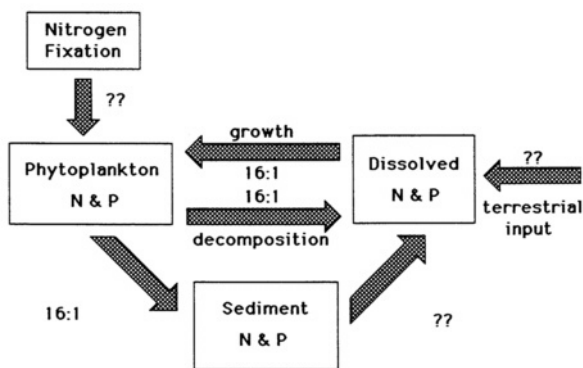 Nitrogen
Fixation
??
growth
16:1
16:1
decomposition
Phytoplankton
N & P
Dissolved
N & P
??
terrestrial
input
16:1
Sediment
N & P
??